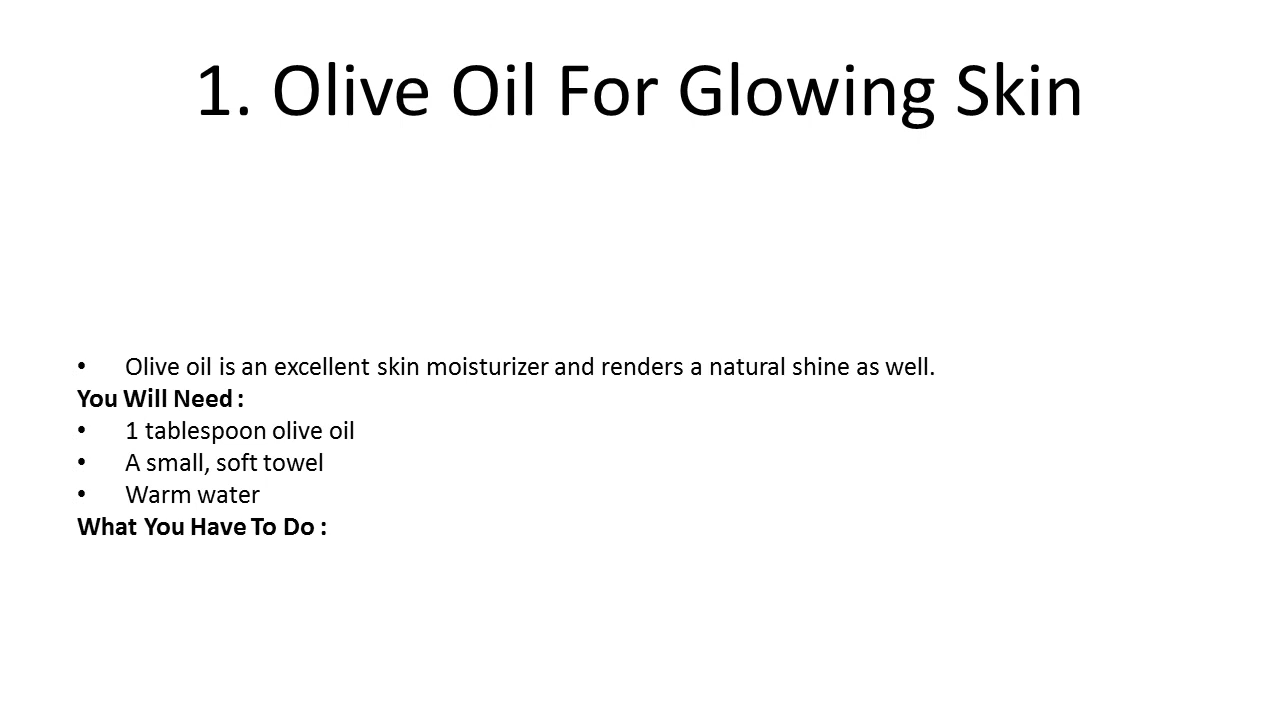 1. Olive Oil For Glowing Skin
• Olive oil is an excellent skin moisturizer and renders a natural shine as well.
You Will Need :
• 1 tablespoon olive oil
• A small, soft towel
• Warm water
What You Have To Do :